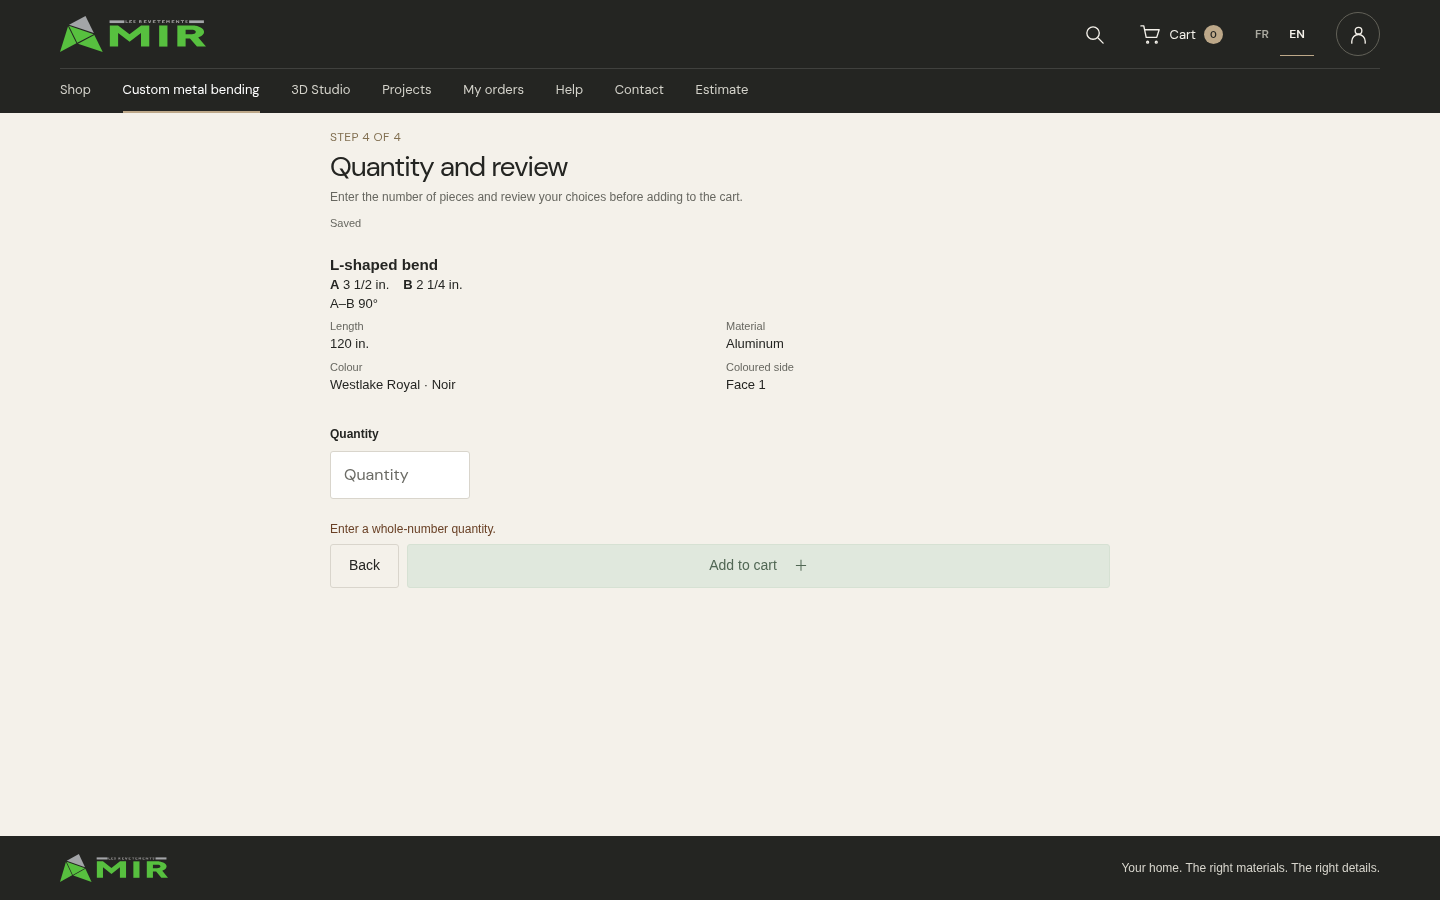 LES REVÊTEMENTS
MIR
Cart 0
FR EN
Shop Custom metal bending 3D Studio Projects My orders Help Contact Estimate
STEP 4 OF 4
Quantity and review
Enter the number of pieces and review your choices before adding to the cart.
Saved
L-shaped bend
A 3 1/2 in. B 2 1/4 in.
A–B 90°
Length
120 in.
Material
Aluminum
Colour
Westlake Royal · Noir
Coloured side
Face 1
Quantity
Quantity
Enter a whole-number quantity.
Back
Add to cart +
LES REVÊTEMENTS
MIR
Your home. The right materials. The right details.